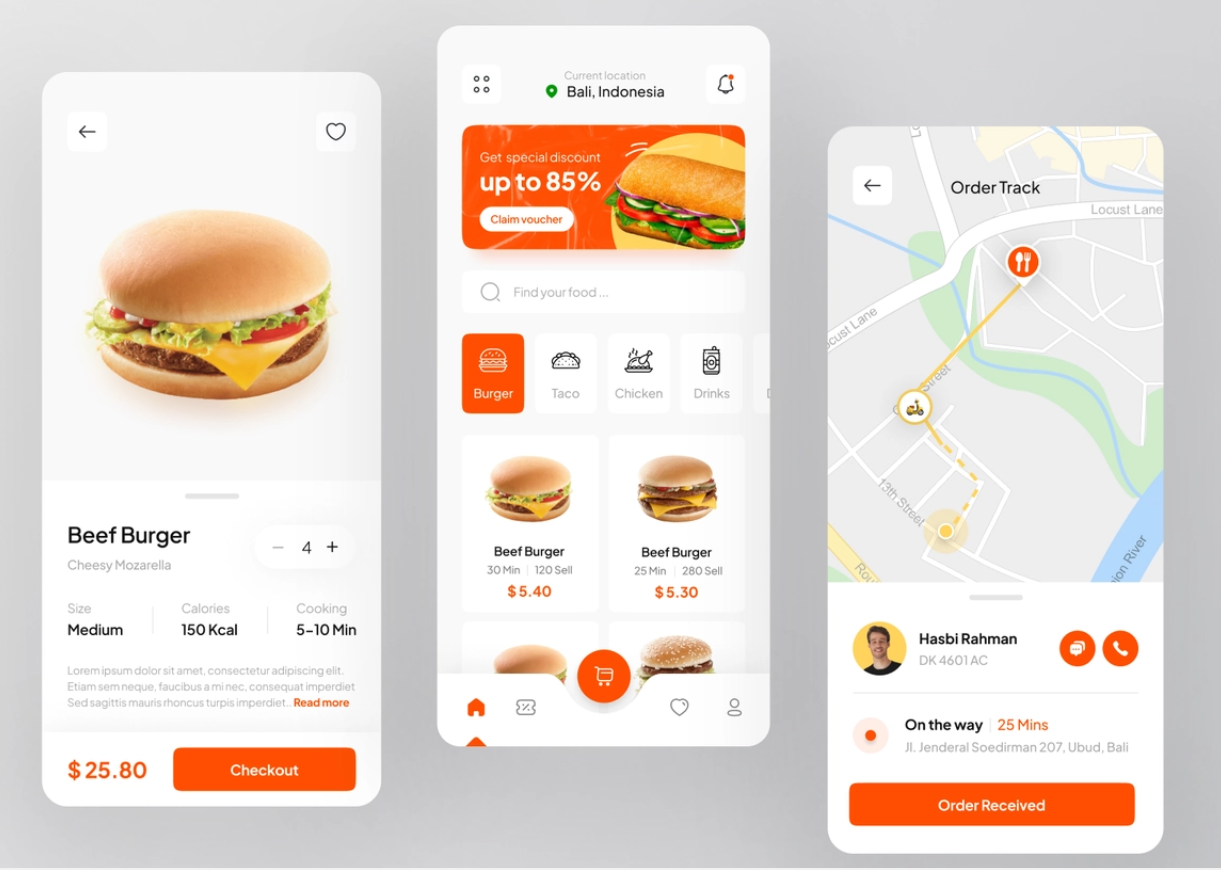 Beef Burger
Cheesy Mozarella
4
Size
Medium
Calories
150 Kcal
Cooking
5-10 Min
Lorem ipsum dolor sit amet, consectetur adipiscing elit.
Etiam sem neque, faucibus a mi nec, consequat imperdiet
Sed sagittis mauris rhoncus turpis imperdiet.. Read more
$ 25.80
Checkout
Current location
Bali, Indonesia
Get special discount
up to 85%
Claim voucher
Find your food ...
Burger
Taco
Chicken
Drinks
Beef Burger
30 Min | 120 Sell
$ 5.40
Beef Burger
25 Min | 280 Sell
$ 5.30
Order Track
Locust Lane
ocust Lane
Street
13th Street
Rou
ion River
Hasbi Rahman
DK 4601 AC
On the way | 25 Mins
Jl. Jenderal Soedirman 207, Ubud, Bali
Order Received